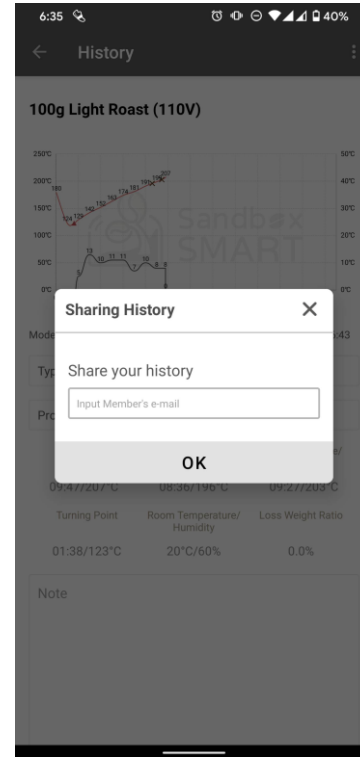 6:35
40%
History
100g Light Roast (110V)
250°C 50°C
200°C 40°C
150°C 30°C
100°C 20°C
50°C 10°C
0°C 0°C
Sandbox
SMART
Sharing History
Share your history
Input Member's e-mail
OK
09:47/207°C 08:36/196°C 09:27/203°C
Turning Point Room Temperature/ Loss Weight Ratio
Humidity
01:38/123°C 20°C/60% 0.0%
Note